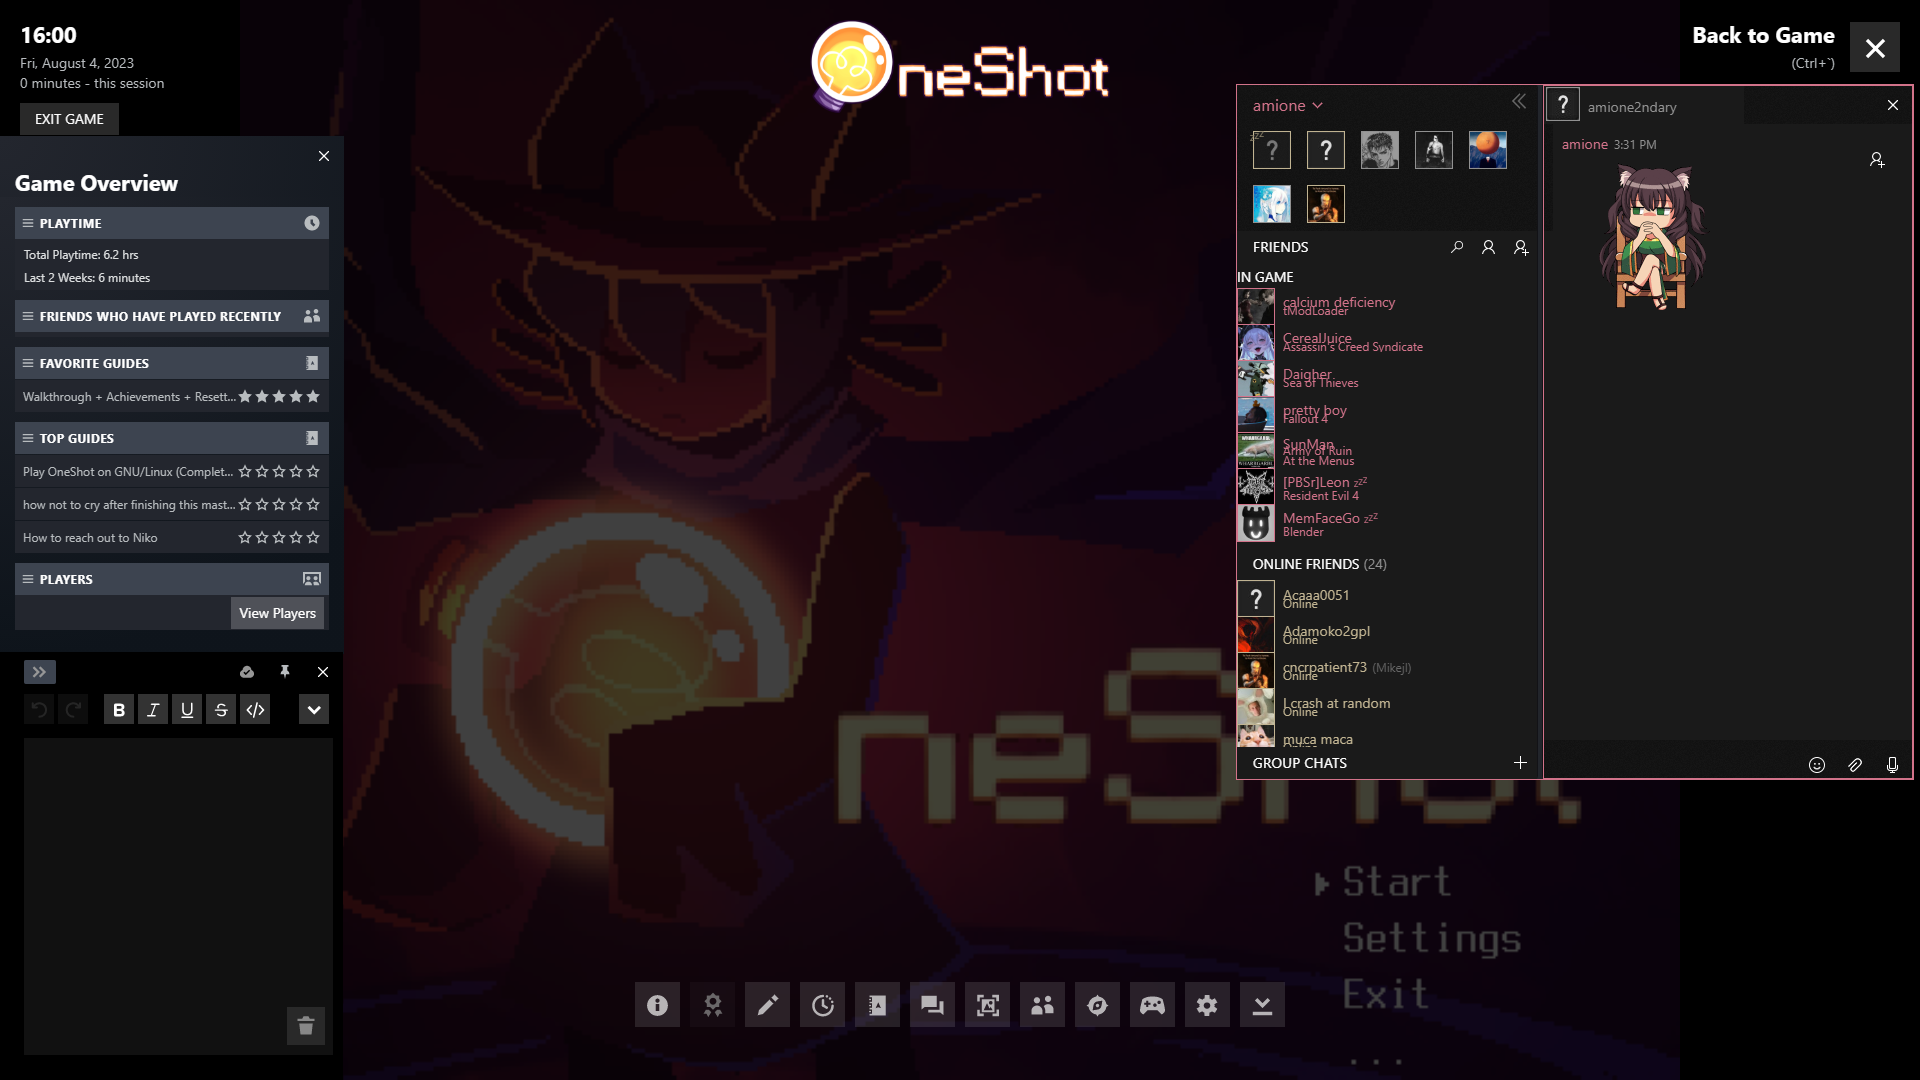 16:00
Fri, August 4, 2023
0 minutes - this session
EXIT GAME
neShot
Back to Game
(Ctrl+`)
Game Overview
PLAYTIME
Total Playtime: 6.2 hrs
Last 2 Weeks: 6 minutes
FRIENDS WHO HAVE PLAYED RECENTLY
FAVORITE GUIDES
Walkthrough + Achievements + Resett...
TOP GUIDES
Play OneShot on GNU/Linux (Complet...
how not to cry after finishing this mast...
How to reach out to Niko
PLAYERS
View Players
B I U S </>
amione
zzz
?
?
FRIENDS
IN GAME
calcium deficiency
tModLoader
CerealJuice
Assassin's Creed Syndicate
Daigher
Sea of Thieves
pretty boy
Fallout 4
SunMan
Army of Ruin
At the Menus
[PBSr]Leon zzz
Resident Evil 4
MemFaceGo zzz
Blender
ONLINE FRIENDS (24)
?
Acaaa0051
Online
Adamoko2gpl
Online
cncrpatient73 (Mikejl)
Online
Lcrash at random
Online
muca maca
GROUP CHATS
?
amione2ndary
amione 3:31 PM
neShot
Start
Settings
Exit
...